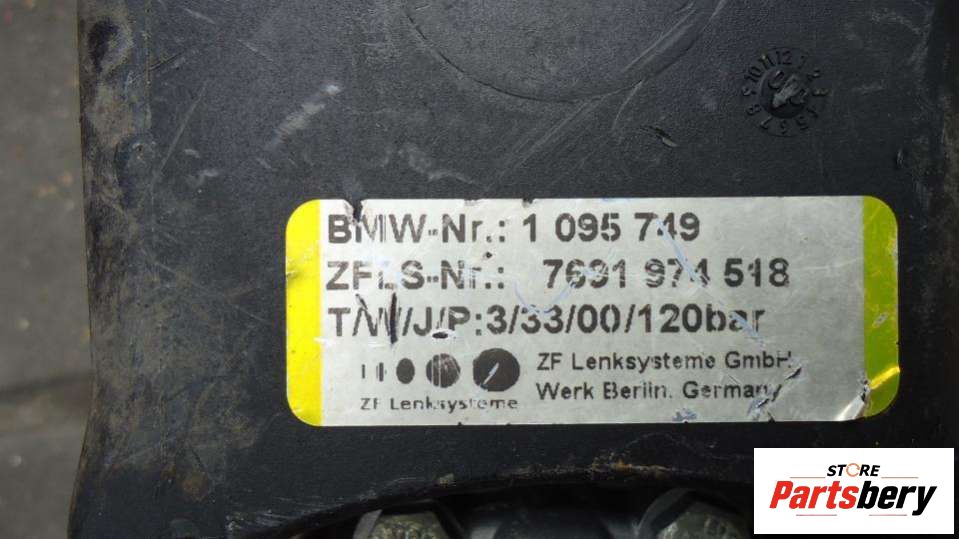 BMW-Nr.: 1 095 749
ZFLS-Nr.: 7691 974 518
T/W/J/P:3/33/00/120bar
ZF Lenksysteme GmbH
Werk Berlin. Germany
ZF Lenksysteme
STORE
Partsbery